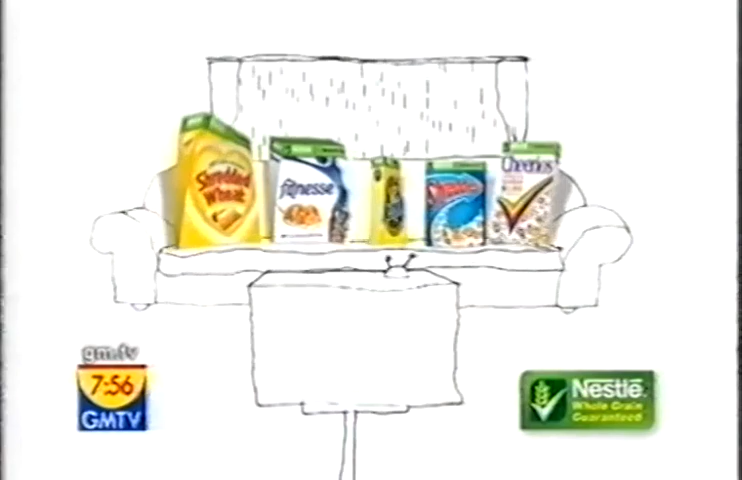 Shredded
Wheat
fitnesse
Cheerios
gm.tv
7:56
GMTV
Nestlé
Whole Grain
Guaranteed